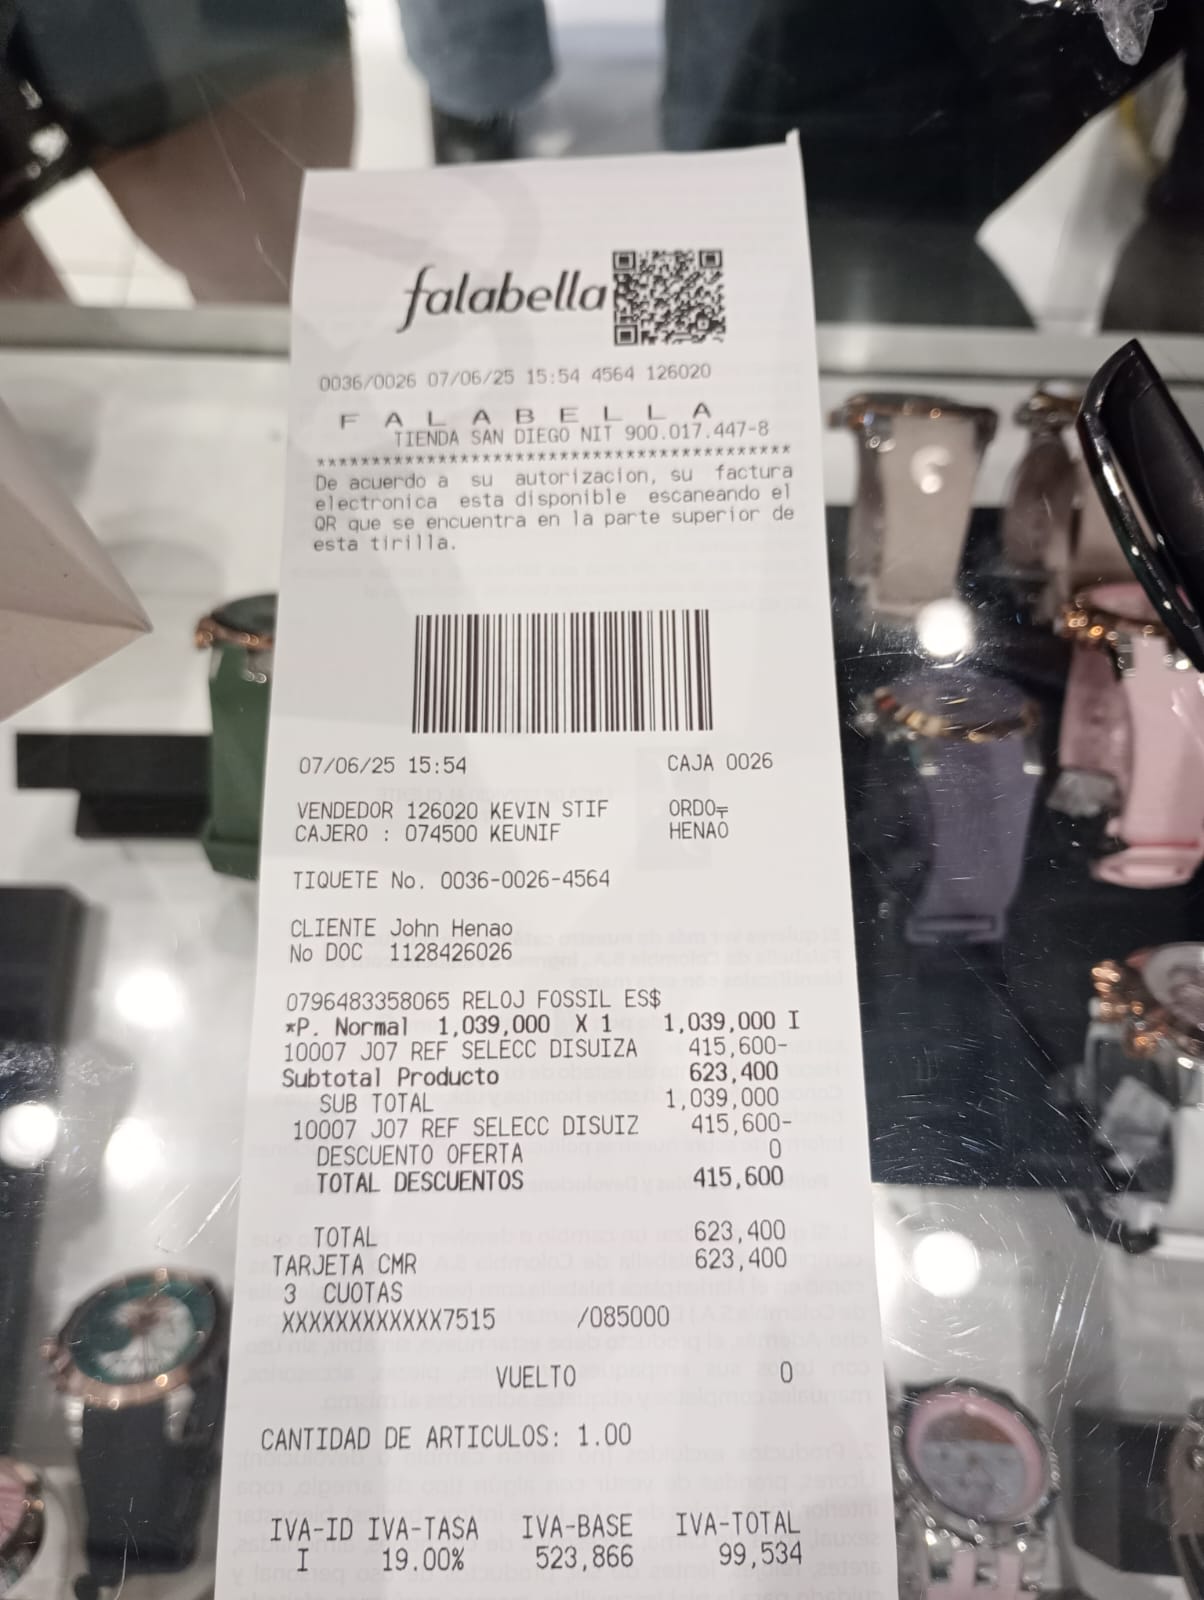 falabella
0036/0026 07/06/25 15:54 4564 126020
F A L A B E L L A
TIENDA SAN DIEGO NIT 900.017.447-8
*******************************************
De acuerdo a su autorizacion, su factura
electronica esta disponible escaneando el
QR que se encuentra en la parte superior de
esta tirilla.
07/06/25 15:54 CAJA 0026
VENDEDOR 126020 KEVIN STIF ORDO╤
CAJERO : 074500 KEUNIF HENAO
TIQUETE No. 0036-0026-4564
CLIENTE John Henao
No DOC 1128426026
0796483358065 RELOJ FOSSIL ES$
*P. Normal 1,039,000 X 1 1,039,000 I
10007 J07 REF SELECC DISUIZA 415,600-
Subtotal Producto 623,400
SUB TOTAL 1,039,000
10007 J07 REF SELECC DISUIZ 415,600-
DESCUENTO OFERTA 0
TOTAL DESCUENTOS 415,600
TOTAL 623,400
TARJETA CMR 623,400
3 CUOTAS
XXXXXXXXXXXX7515 /085000
VUELTO 0
CANTIDAD DE ARTICULOS: 1.00
IVA-ID IVA-TASA IVA-BASE IVA-TOTAL
I 19.00% 523,866 99,534